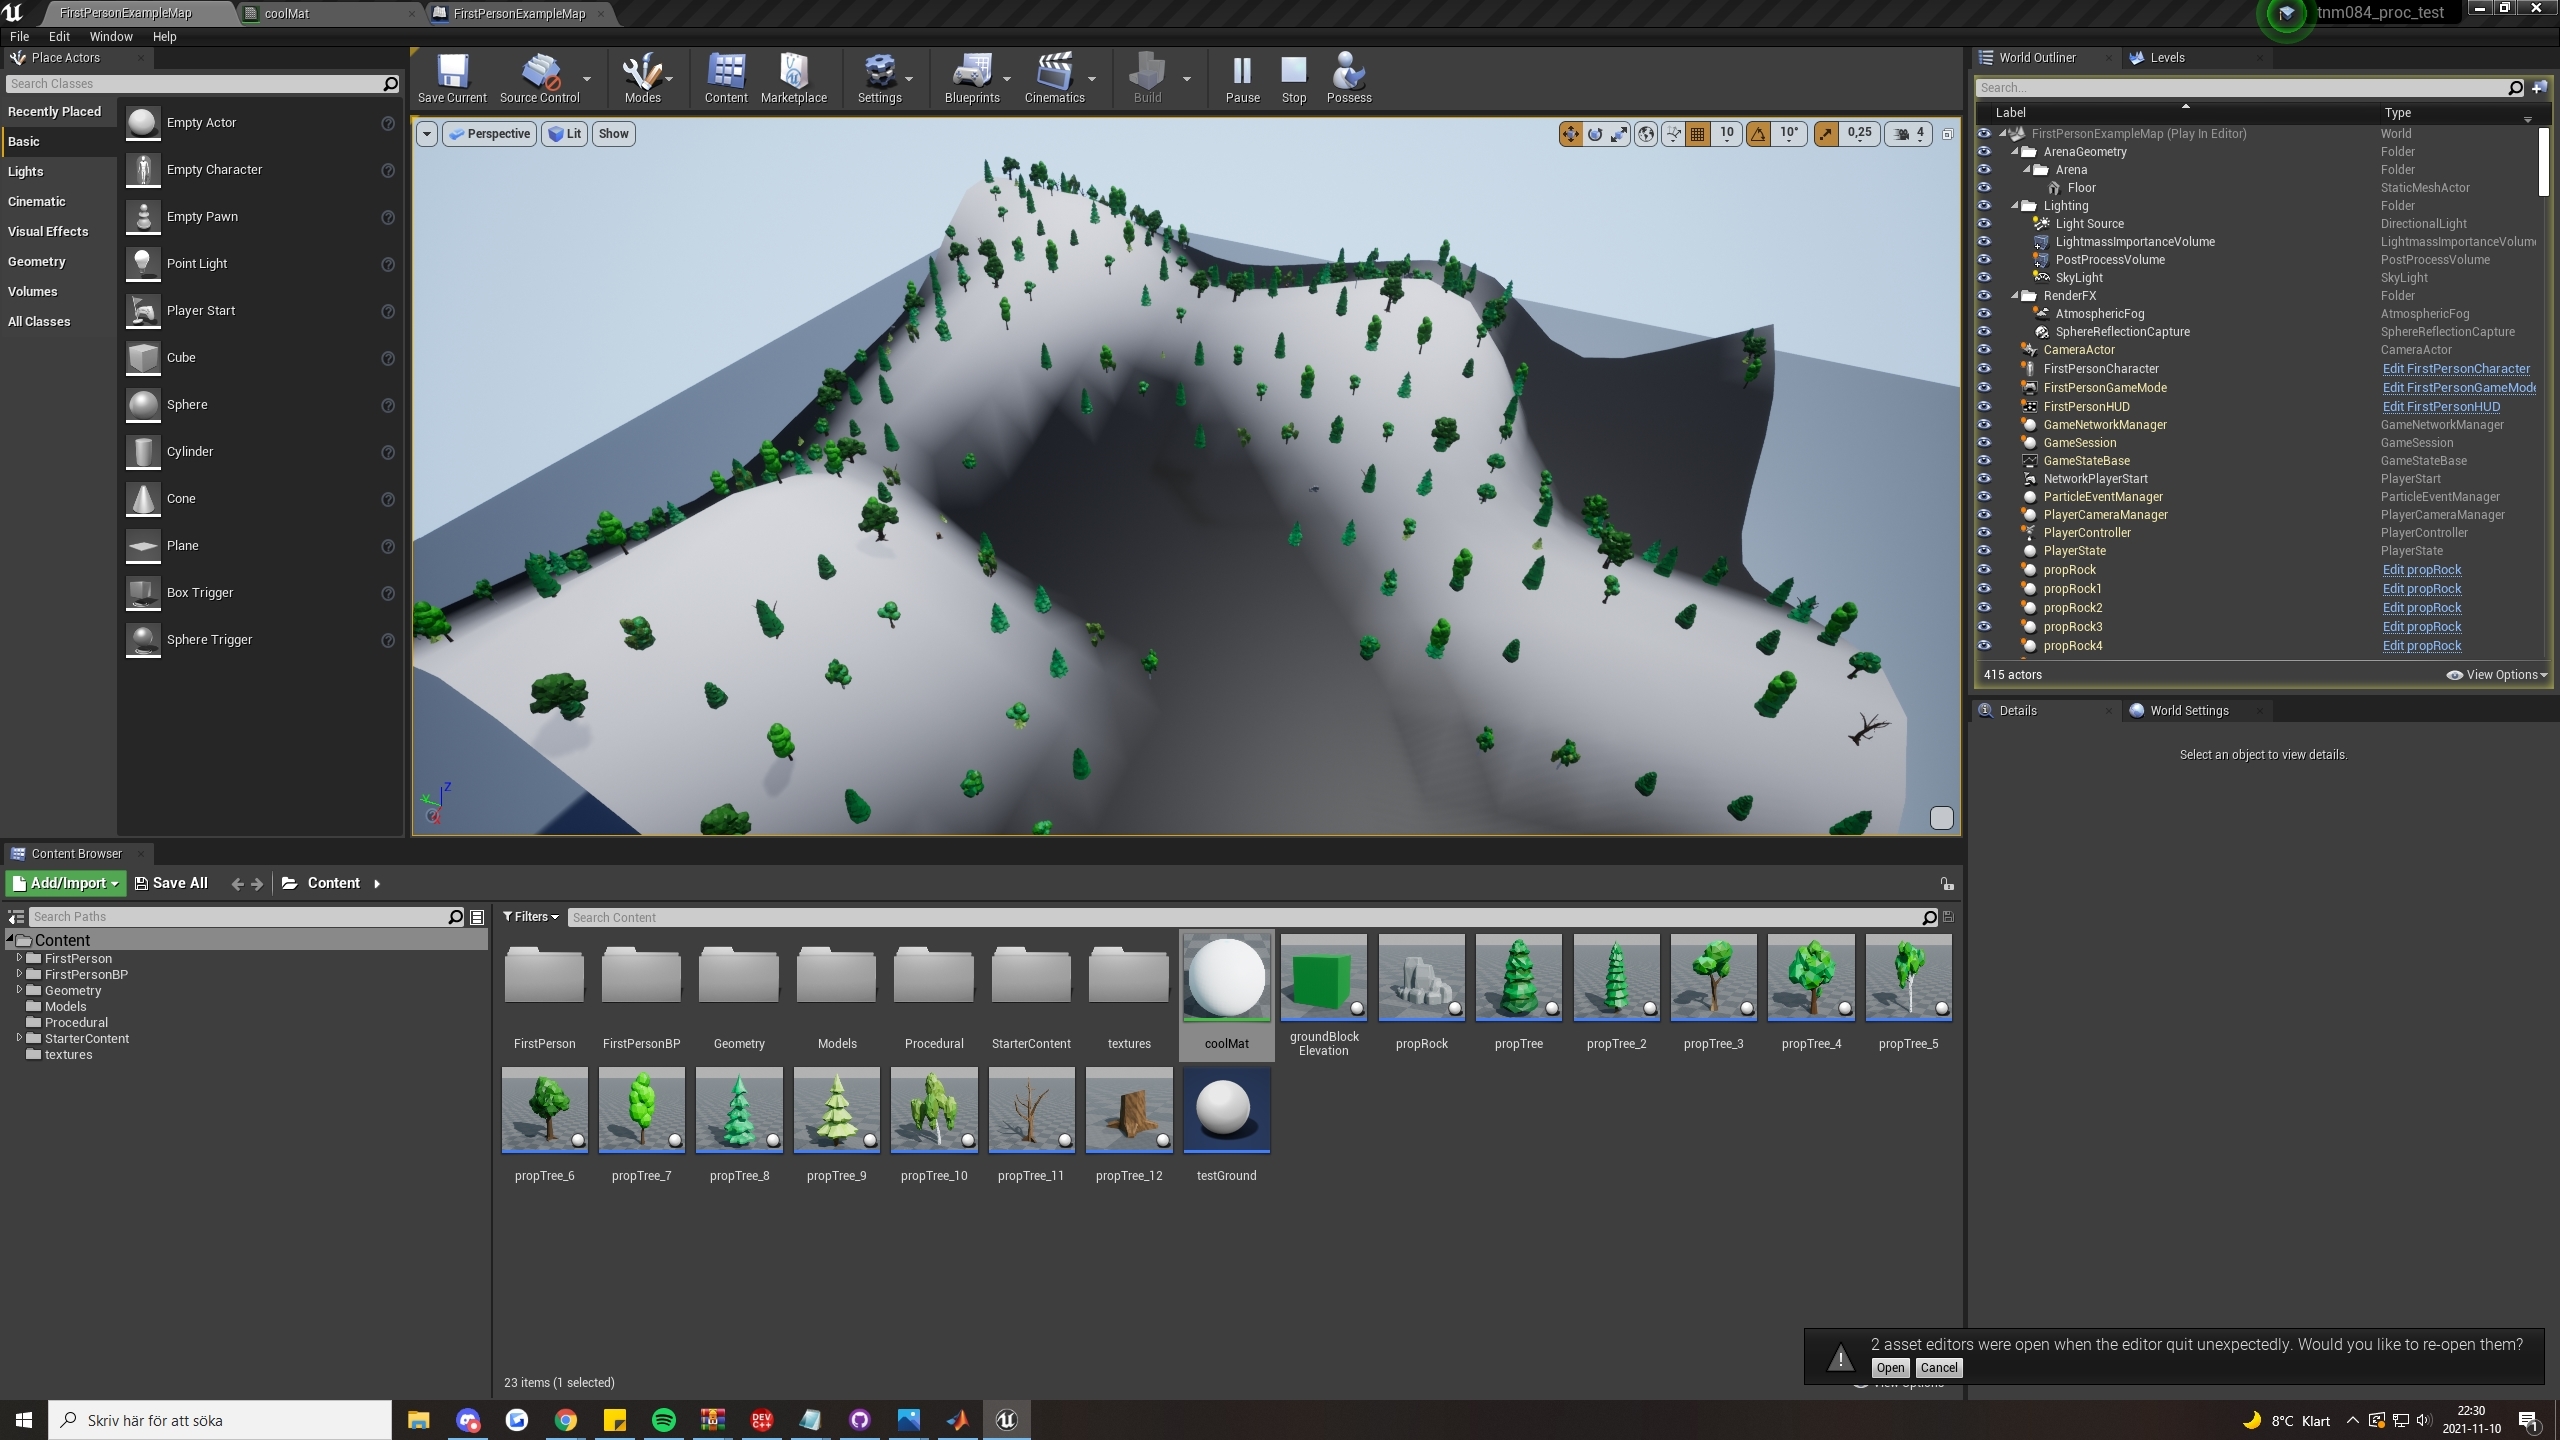 FirstPersonExampleMap
coolMat
FirstPersonExampleMap
tnm084_proc_test
File Edit Window Help
Place Actors
Search Classes
Recently Placed
Basic
Lights
Cinematic
Visual Effects
Geometry
Volumes
All Classes
Empty Actor
Empty Character
Empty Pawn
Point Light
Player Start
Cube
Sphere
Cylinder
Cone
Plane
Box Trigger
Sphere Trigger
Save Current Source Control Modes Content Marketplace Settings Blueprints Cinematics Build Pause Stop Possess
Perspective Lit Show
10 10° 0,25 4
World Outliner Levels
Search...
Label Type
FirstPersonExampleMap (Play In Editor) World
ArenaGeometry Folder
Arena Folder
Floor StaticMeshActor
Lighting Folder
Light Source DirectionalLight
LightmassImportanceVolume LightmassImportanceVolum
PostProcessVolume PostProcessVolume
SkyLight SkyLight
RenderFX Folder
AtmosphericFog AtmosphericFog
SphereReflectionCapture SphereReflectionCapture
CameraActor CameraActor
FirstPersonCharacter Edit FirstPersonCharacter
FirstPersonGameMode Edit FirstPersonGameMode
FirstPersonHUD Edit FirstPersonHUD
GameNetworkManager GameNetworkManager
GameSession GameSession
GameStateBase GameStateBase
NetworkPlayerStart PlayerStart
ParticleEventManager ParticleEventManager
PlayerCameraManager PlayerCameraManager
PlayerController PlayerController
PlayerState PlayerState
propRock Edit propRock
propRock1 Edit propRock
propRock2 Edit propRock
propRock3 Edit propRock
propRock4 Edit propRock
415 actors View Options
Details World Settings
Select an object to view details.
Z
Y
Content Browser
Add/Import Save All Content
Search Paths
Content
FirstPerson
FirstPersonBP
Geometry
Models
Procedural
StarterContent
textures
Filters Search Content
FirstPerson FirstPersonBP Geometry Models Procedural StarterContent textures coolMat groundBlock
Elevation propRock propTree propTree_2 propTree_3 propTree_4 propTree_5
propTree_6 propTree_7 propTree_8 propTree_9 propTree_10 propTree_11 propTree_12 testGround
23 items (1 selected)
View Options
2 asset editors were open when the editor quit unexpectedly. Would you like to re-open them?
Open Cancel
Skriv här för att söka
DEV
C++
8°C Klart
22:30
2021-11-10
1